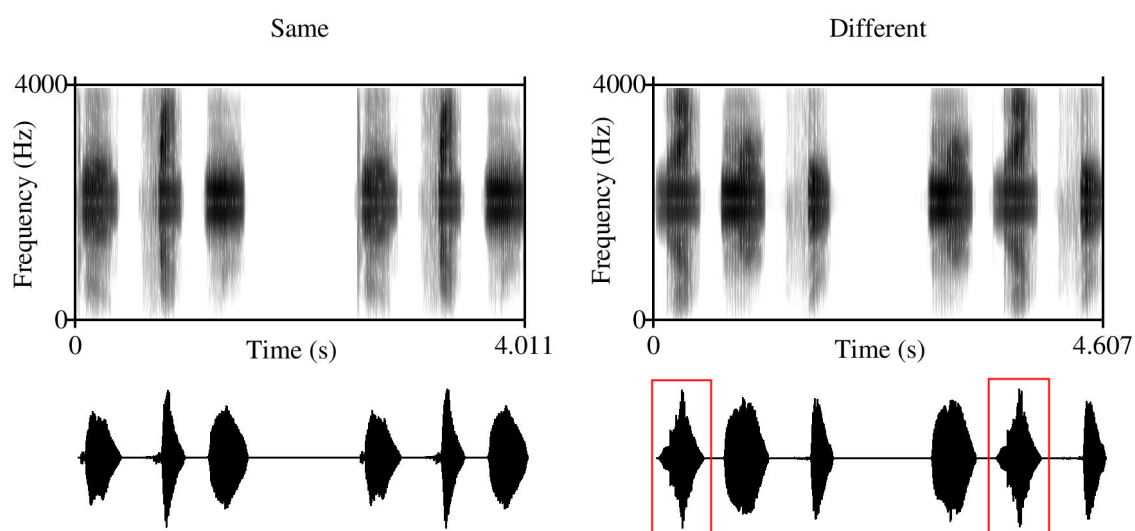 Same
4000
Frequency (Hz)
0
0
Time (s)
4.011
Different
4000
Frequency (Hz)
0
0
Time (s)
4.607